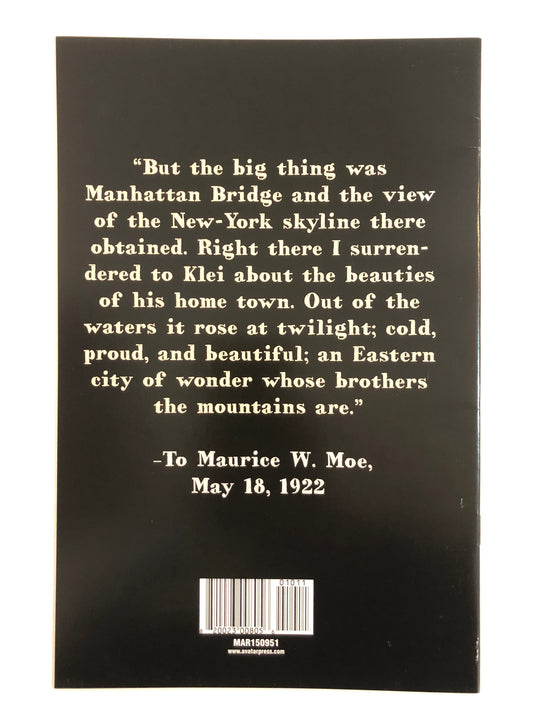 “But the big thing was
Manhattan Bridge and the view
of the New-York skyline there
obtained. Right there I surren-
dered to Klei about the beauties
of his home town. Out of the
waters it rose at twilight; cold,
proud, and beautiful; an Eastern
city of wonder whose brothers
the mountains are.”
-To Maurice W. Moe,
May 18, 1922
01011
20023 00805
MAR150951
www.avatarpress.com